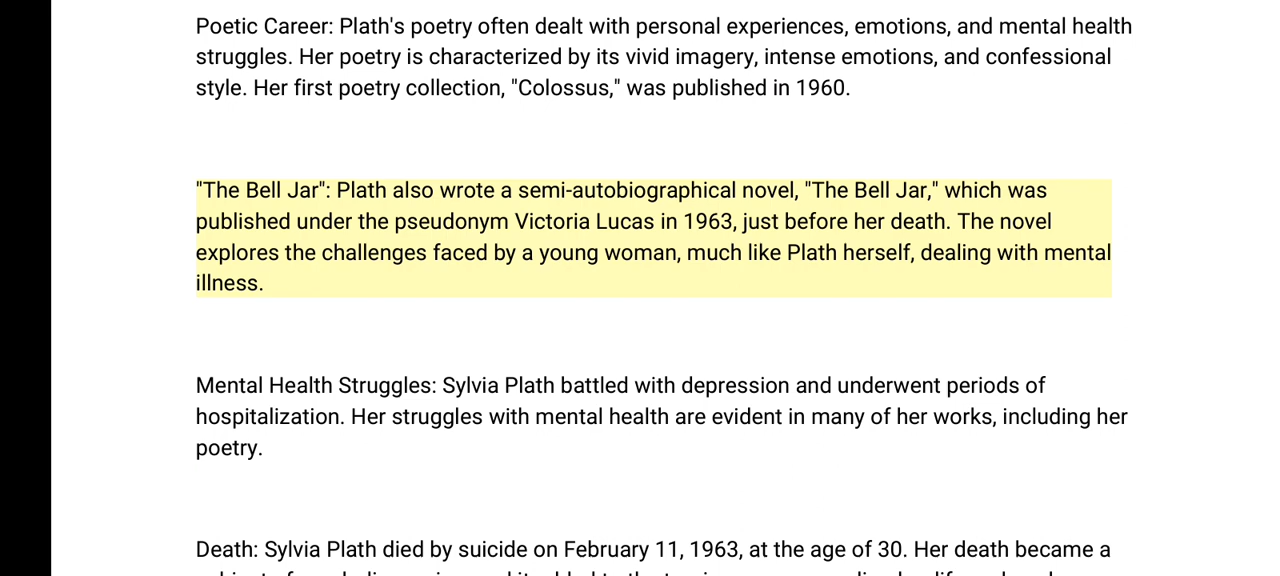 Poetic Career: Plath's poetry often dealt with personal experiences, emotions, and mental health
struggles. Her poetry is characterized by its vivid imagery, intense emotions, and confessional
style. Her first poetry collection, "Colossus," was published in 1960.
"The Bell Jar": Plath also wrote a semi-autobiographical novel, "The Bell Jar," which was
published under the pseudonym Victoria Lucas in 1963, just before her death. The novel
explores the challenges faced by a young woman, much like Plath herself, dealing with mental
illness.
Mental Health Struggles: Sylvia Plath battled with depression and underwent periods of
hospitalization. Her struggles with mental health are evident in many of her works, including her
poetry.
Death: Sylvia Plath died by suicide on February 11, 1963, at the age of 30. Her death became a